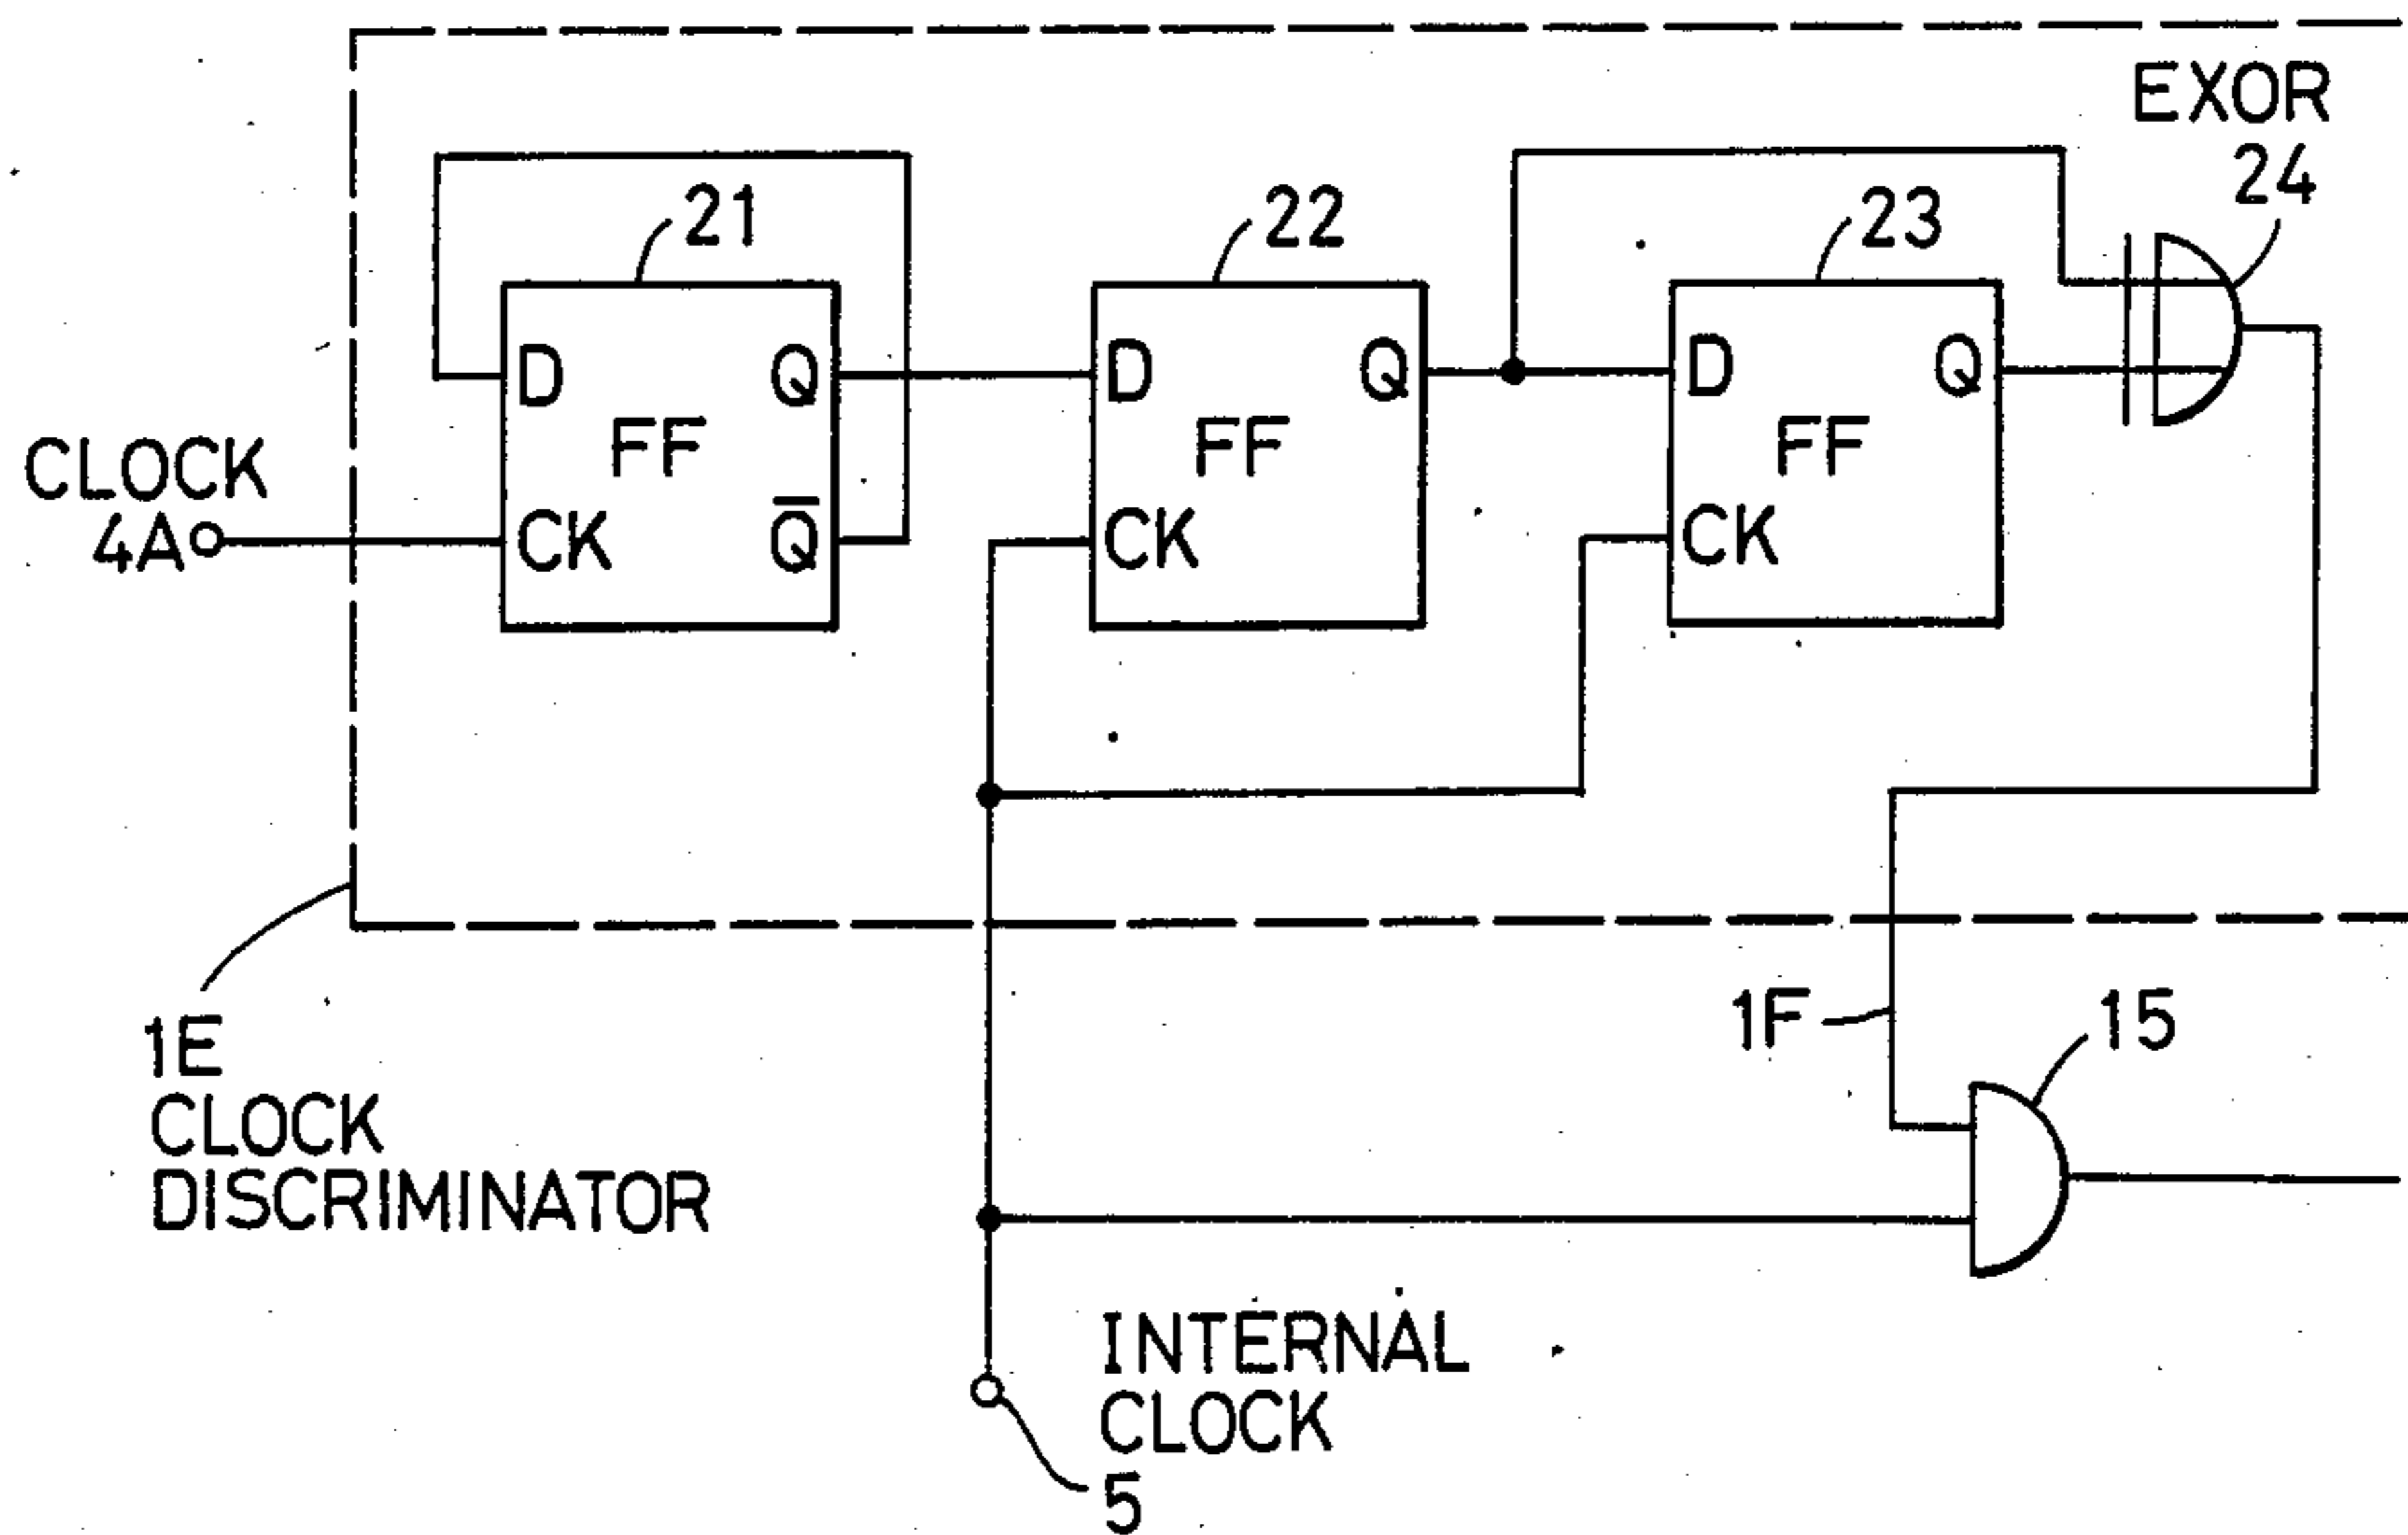 EXOR
24
21
22
23
D
Q
FF
CK
Q̅
D
Q
FF
CK
D
Q
FF
CK
CLOCK
4A
1E
CLOCK
DISCRIMINATOR
1F
15
INTERNAL
CLOCK
5